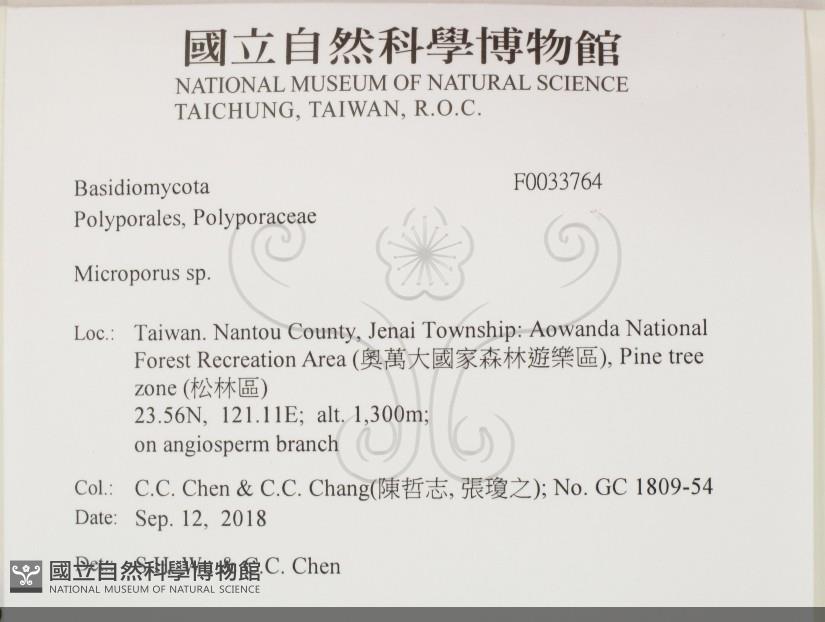 國立自然科學博物館
NATIONAL MUSEUM OF NATURAL SCIENCE
TAICHUNG, TAIWAN, R.O.C.
Basidiomycota F0033764
Polyporales, Polyporaceae
Microporus sp.
Loc.: Taiwan. Nantou County, Jenai Township: Aowanda National
Forest Recreation Area (奧萬大國家森林遊樂區), Pine tree
zone (松林區)
23.56N, 121.11E; alt. 1,300m;
on angiosperm branch
Col.: C.C. Chen & C.C. Chang(陳哲志, 張瓊之); No. GC 1809-54
Date: Sep. 12, 2018
Det.: S.H. Wu & C.C. Chen
國立自然科學博物館
NATIONAL MUSEUM OF NATURAL SCIENCE